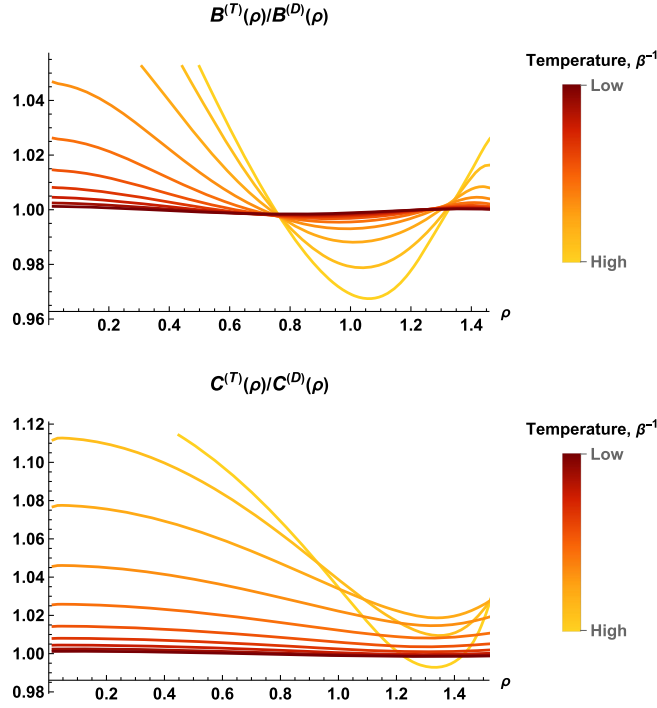 B(T)(ρ)/B(D)(ρ)
Temperature, β−1
Low
High
1.04
1.02
1.00
0.98
0.96
0.2 0.4 0.6 0.8 1.0 1.2 1.4 ρ
C(T)(ρ)/C(D)(ρ)
Temperature, β−1
Low
High
1.12
1.10
1.08
1.06
1.04
1.02
1.00
0.98
0.2 0.4 0.6 0.8 1.0 1.2 1.4 ρ